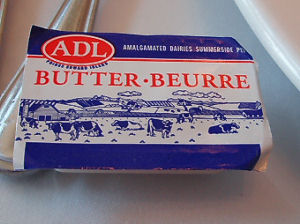 ADL
PRINCE EDWARD ISLAND
AMALGAMATED DAIRIES SUMMERSIDE
BUTTER·BEURRE